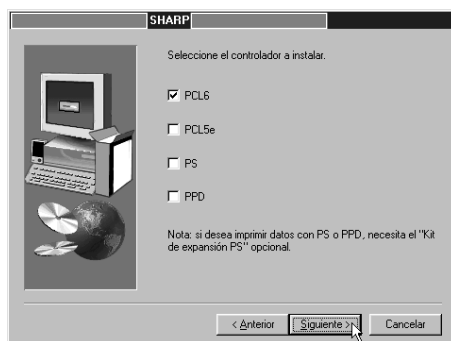 SHARP
Seleccione el controlador a instalar.
PCL6
PCL5e
PS
PPD
Nota: si desea imprimir datos con PS o PPD, necesita el "Kit
de expansión PS" opcional.
< Anterior
Siguiente >
Cancelar